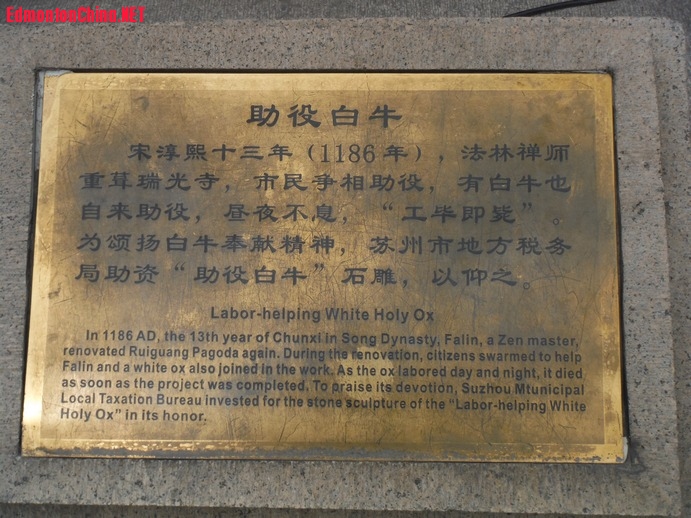 EdmontonChina.NET
助役白牛
宋淳熙十三年（1186年），法林禅师
重茸瑞光寺，市民争相助役，有白牛也
自来助役，昼夜不息，“工毕即毙”。
为颂扬白牛奉献精神，苏州市地方税务
局助资“助役白牛”石雕，以仰之。
Labor-helping White Holy Ox
In 1186 AD, the 13th year of Chunxi in Song Dynasty, Falin, a Zen master,
renovated Ruiguang Pagoda again. During the renovation, citizens swarmed to help
Falin and a white ox also joined in the work. As the ox labored day and night, it died
as soon as the project was completed. To praise its devotion, Suzhou Mtunicipal
Local Taxation Bureau invested for the stone sculpture of the “Labor-helping White
Holy Ox” in its honor.